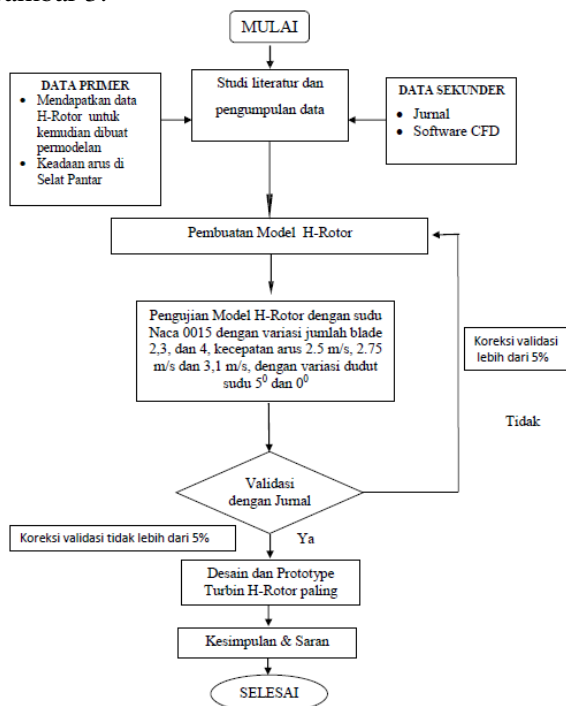 MULAI
DATA PRIMER
• Mendapatkan data
H-Rotor untuk
kemudian dibuat
permodelan
• Keadaan arus di
Selat Pantar
Studi literatur dan
pengumpulan data
DATA SEKUNDER
• Jurnal
• Software CFD
Pembuatan Model H-Rotor
Pengujian Model H-Rotor dengan sudu
Naca 0015 dengan variasi jumlah blade
2,3, dan 4, kecepatan arus 2.5 m/s, 2.75
m/s dan 3,1 m/s, dengan variasi dudut
sudu 5⁰ dan 0⁰
Koreksi validasi
lebih dari 5%
Tidak
Validasi
dengan Jurnal
Koreksi validasi tidak lebih dari 5%
Ya
Desain dan Prototype
Turbin H-Rotor paling
Kesimpulan & Saran
SELESAI